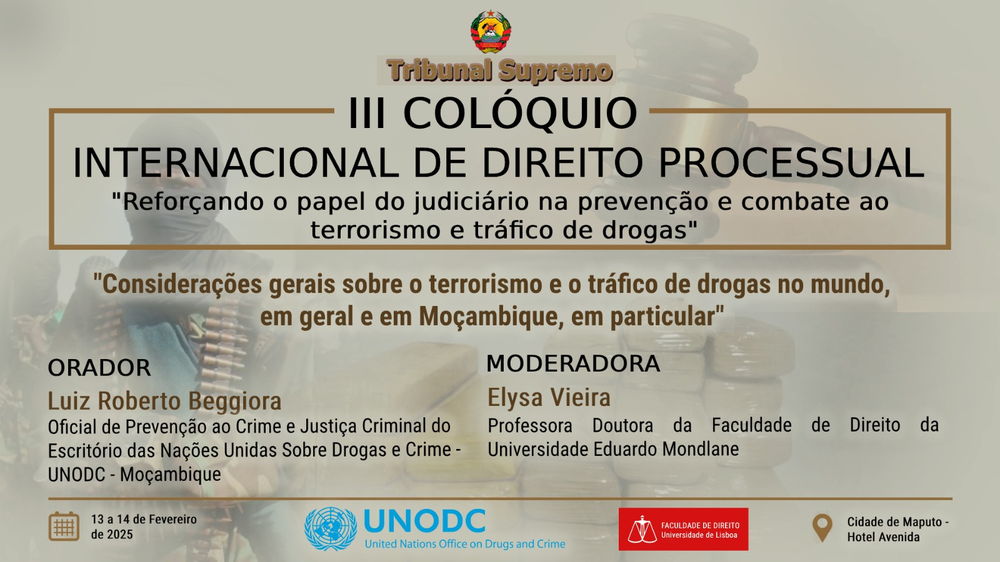 Tribunal Supremo
III COLÓQUIO
INTERNACIONAL DE DIREITO PROCESSUAL
"Reforçando o papel do judiciário na prevenção e combate ao
terrorismo e tráfico de drogas"
"Considerações gerais sobre o terrorismo e o tráfico de drogas no mundo,
em geral e em Moçambique, em particular"
ORADOR
Luiz Roberto Beggiora
Oficial de Prevenção ao Crime e Justiça Criminal do
Escritório das Nações Unidas Sobre Drogas e Crime -
UNODC - Moçambique
MODERADORA
Elysa Vieira
Professora Doutora da Faculdade de Direito da
Universidade Eduardo Mondlane
13 a 14 de Fevereiro
de 2025
UNODC
United Nations Office on Drugs and Crime
FACULDADE DE DIREITO
Universidade de Lisboa
Cidade de Maputo -
Hotel Avenida